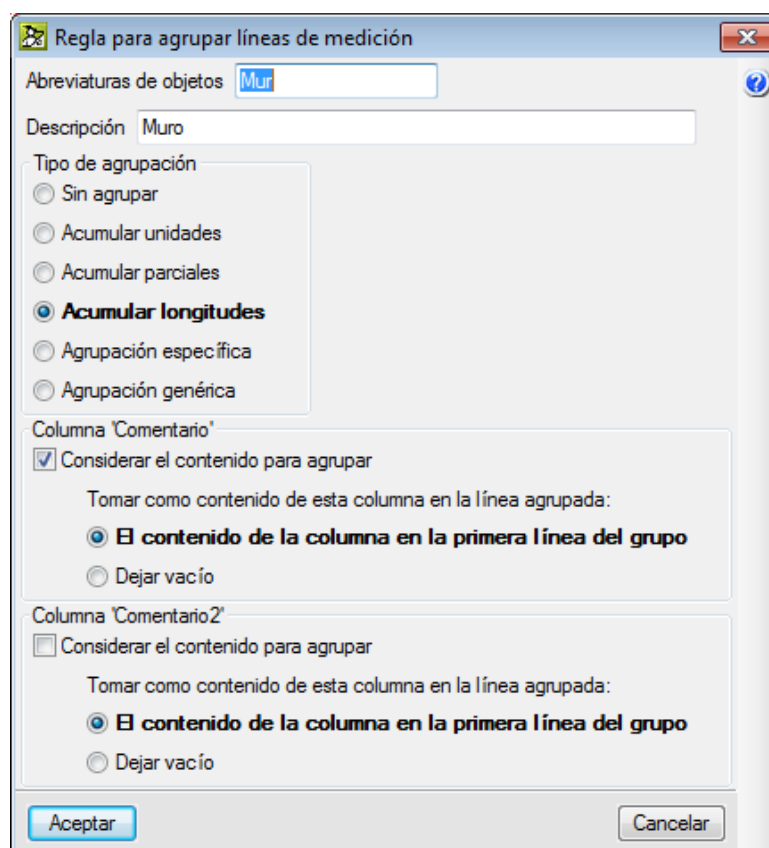 Regla para agrupar líneas de medición
Abreviaturas de objetos Mur
Descripción Muro
Tipo de agrupación
Sin agrupar
Acumular unidades
Acumular parciales
Acumular longitudes
Agrupación específica
Agrupación genérica
Columna 'Comentario'
Considerar el contenido para agrupar
Tomar como contenido de esta columna en la línea agrupada:
El contenido de la columna en la primera línea del grupo
Dejar vacío
Columna 'Comentario2'
Considerar el contenido para agrupar
Tomar como contenido de esta columna en la línea agrupada:
El contenido de la columna en la primera línea del grupo
Dejar vacío
Aceptar Cancelar